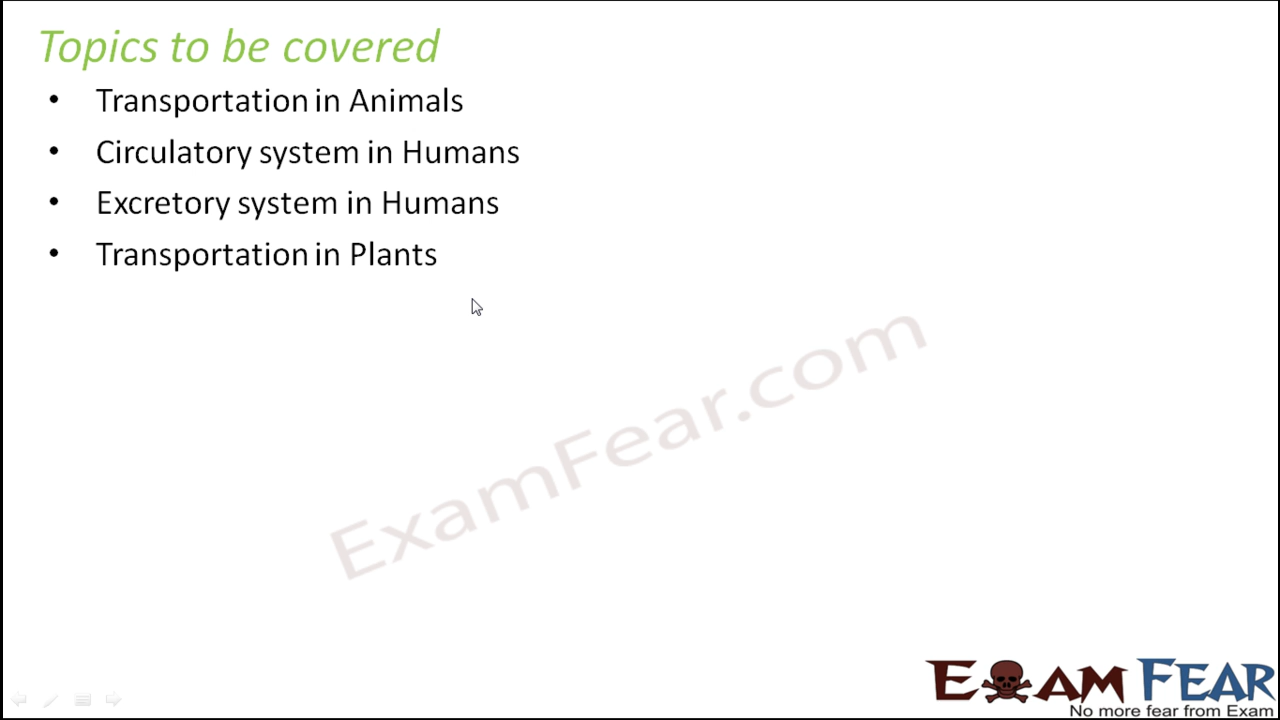 Topics to be covered
• Transportation in Animals
• Circulatory system in Humans
• Excretory system in Humans
• Transportation in Plants
ExamFear.com
EXAM FEAR
No more fear from Exam